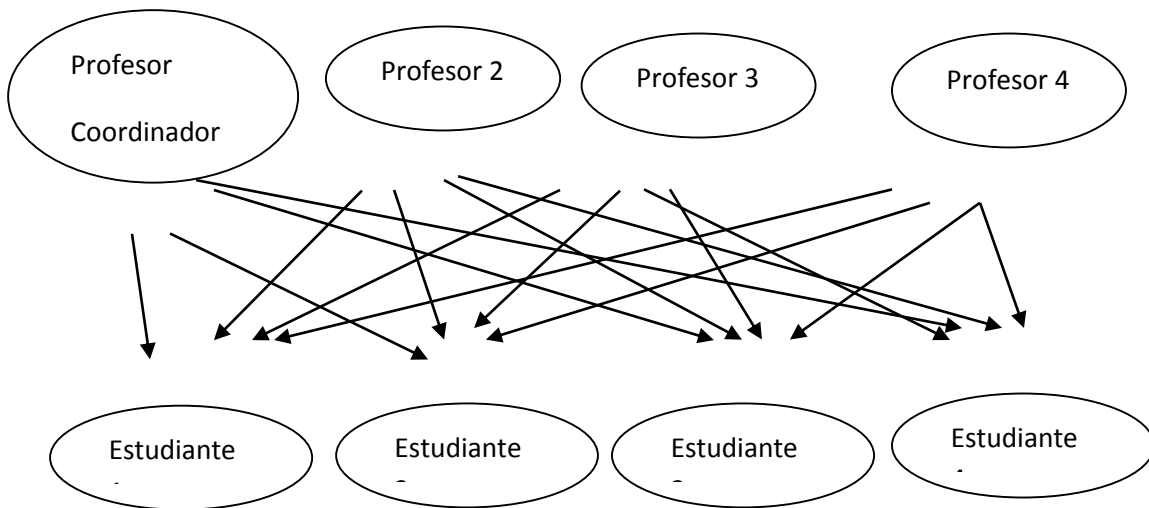 Profesor
Coordinador
Profesor 2
Profesor 3
Profesor 4
Estudiante
Estudiante
Estudiante
Estudiante